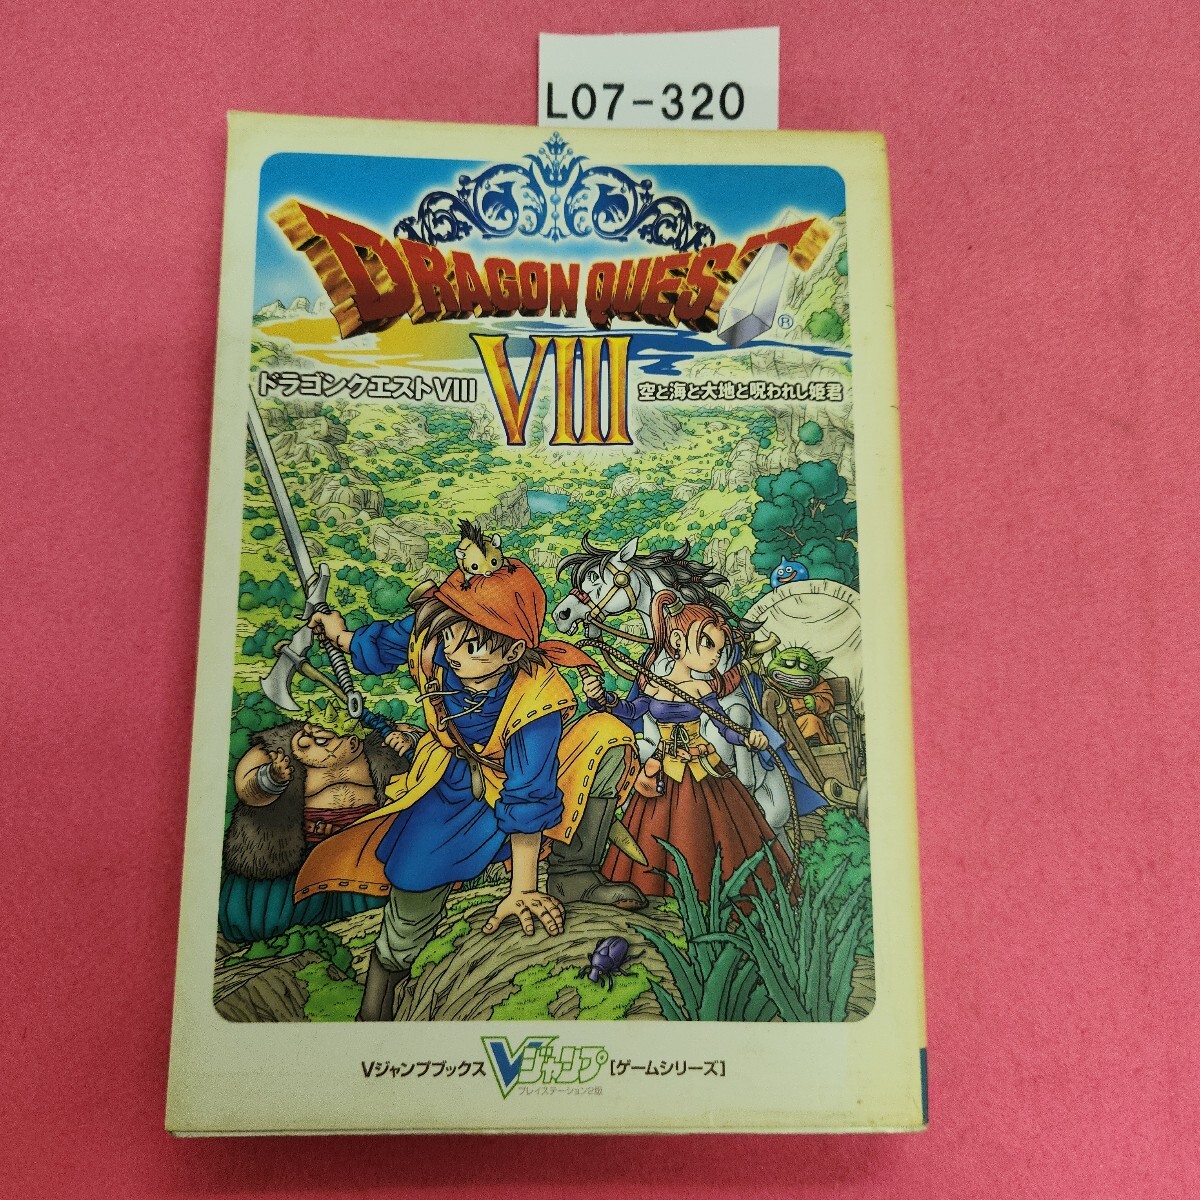 L07-320
DRAGON QUEST
®
VIII
ドラゴンクエストVIII
空と海と大地と呪われし姫君
Vジャンプブックス Vジャンプ [ゲームシリーズ]
プレイステーション2版